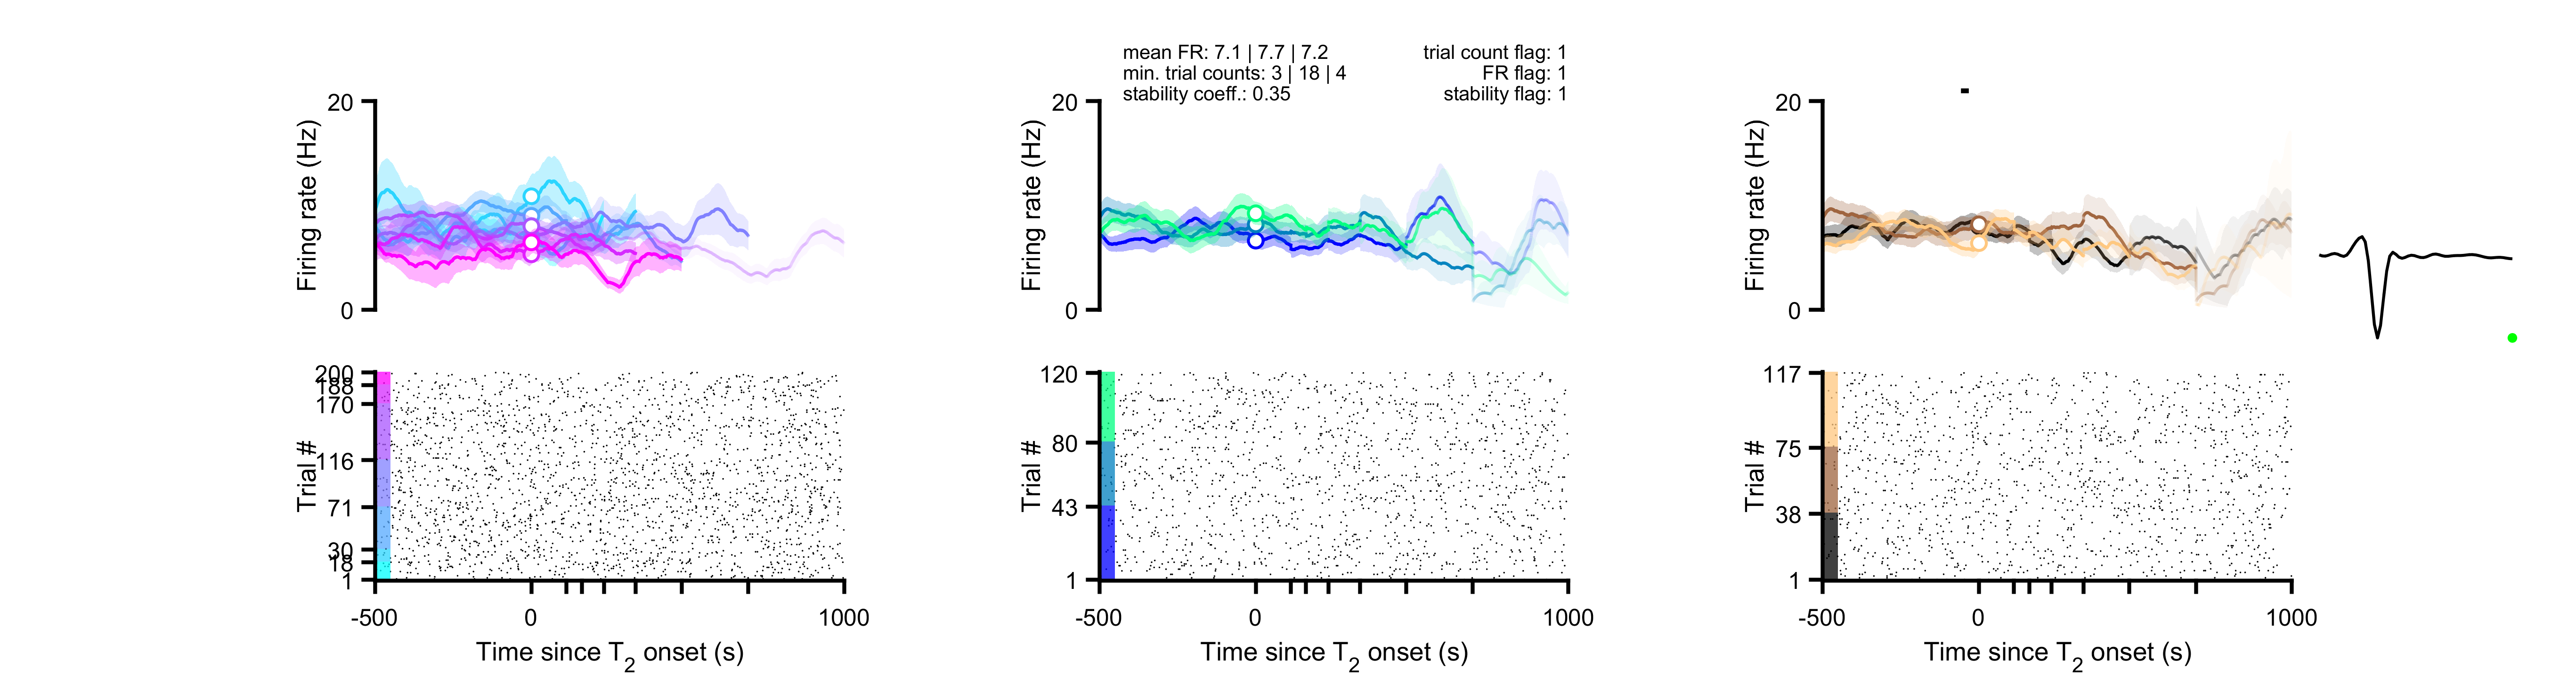 mean FR: 7.1 | 7.7 | 7.2
min. trial counts: 3 | 18 | 4
stability coeff.: 0.35
trial count flag: 1
FR flag: 1
stability flag: 1
20
Firing rate (Hz)
0
200
188
170
116
71
30
18
1
Trial #
-500
0
1000
Time since T2 onset (s)
20
Firing rate (Hz)
0
120
80
43
1
Trial #
-500
0
1000
Time since T2 onset (s)
20
Firing rate (Hz)
0
117
75
38
1
Trial #
-500
0
1000
Time since T2 onset (s)